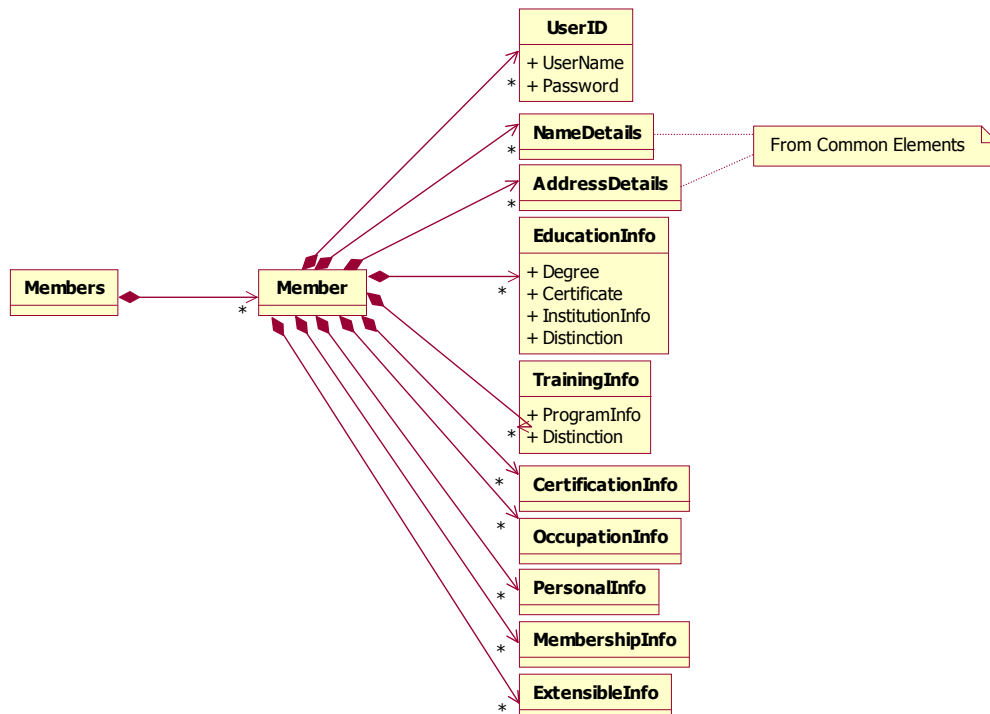 UserID
+ UserName
* + Password
NameDetails
*
From Common Elements
AddressDetails
*
EducationInfo
+ Degree
* + Certificate
+ InstitutionInfo
+ Distinction
Members
Member
*
TrainingInfo
+ ProgramInfo
* + Distinction
CertificationInfo
*
OccupationInfo
*
PersonalInfo
*
MembershipInfo
*
ExtensibleInfo
*